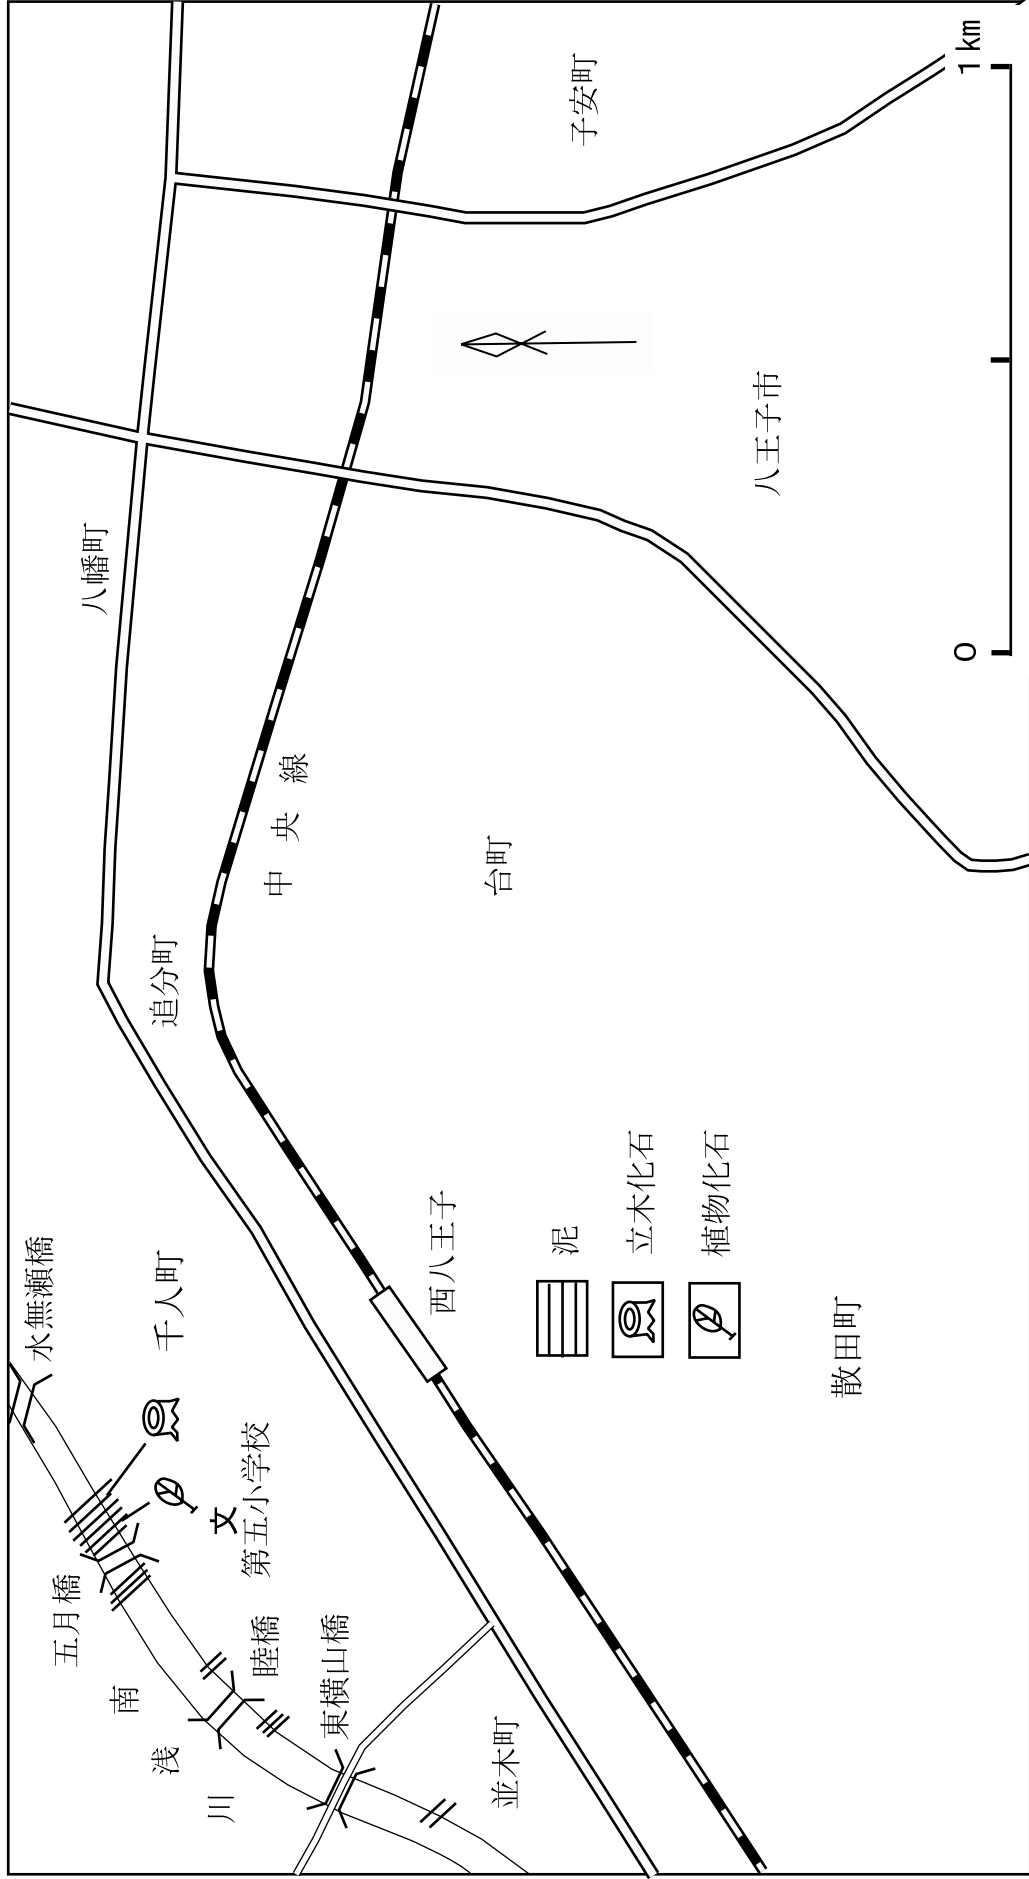 水無瀬橋
千人町
五月橋
文
第五小学校
南浅川
睦橋
東横山橋
並木町
追分町
八幡町
中央線
西八王子
台町
子安町
八王子市
散田町
泥
立木化石
植物化石
0
1km